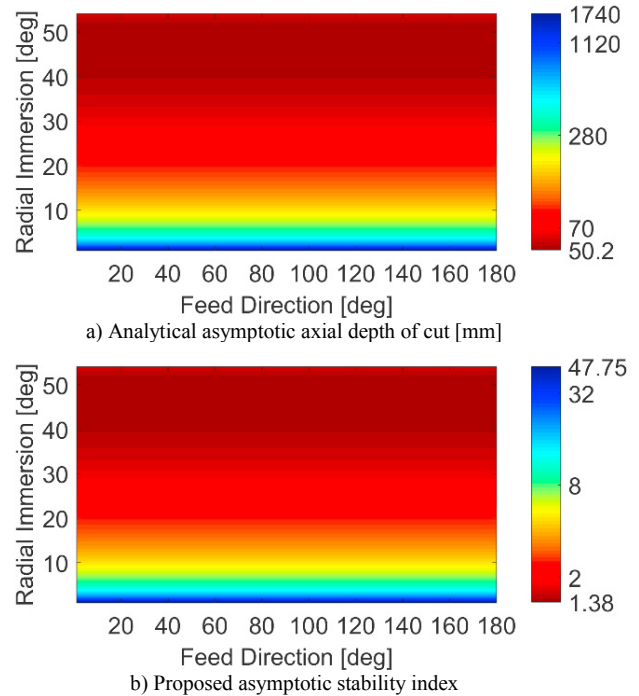 1740
1120
280
70
50.2
Radial Immersion [deg]
50
40
30
20
10
20 40 60 80 100 120 140 160 180
Feed Direction [deg]
a) Analytical asymptotic axial depth of cut [mm]
47.75
32
8
2
1.38
Radial Immersion [deg]
50
40
30
20
10
20 40 60 80 100 120 140 160 180
Feed Direction [deg]
b) Proposed asymptotic stability index